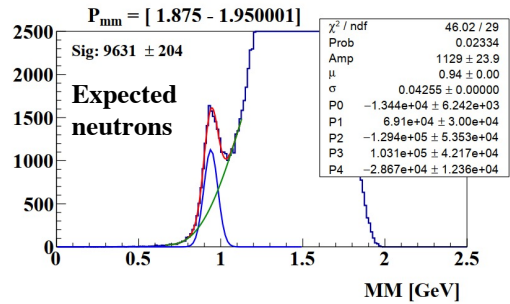 P_mm = [ 1.875 - 1.950001]
χ² / ndf 46.02 / 29
Prob 0.02334
Amp 1129 ± 23.9
μ 0.94 ± 0.00
σ 0.04255 ± 0.00000
P0 −1.344e+04 ± 6.242e+03
P1 6.91e+04 ± 3.00e+04
P2 −1.294e+05 ± 5.353e+04
P3 1.031e+05 ± 4.217e+04
P4 −2.867e+04 ± 1.236e+04
Sig: 9631 ± 204
Expected
neutrons
2500
2000
1500
1000
500
0
0 0.5 1 1.5 2 2.5
MM [GeV]